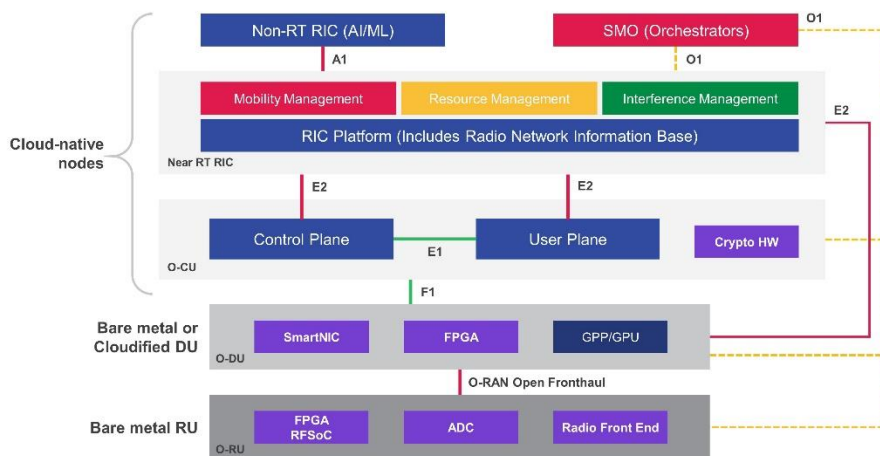 Non-RT RIC (AI/ML)
SMO (Orchestrators)
O1
A1
O1
Mobility Management
Resource Management
Interference Management
E2
RIC Platform (Includes Radio Network Information Base)
Near RT RIC
Cloud-native
nodes
E2
E2
Control Plane
User Plane
E1
Crypto HW
O-CU
F1
Bare metal or
Cloudified DU
SmartNIC
FPGA
GPP/GPU
O-DU
O-RAN Open Fronthaul
Bare metal RU
FPGA
RFSoC
ADC
Radio Front End
O-RU